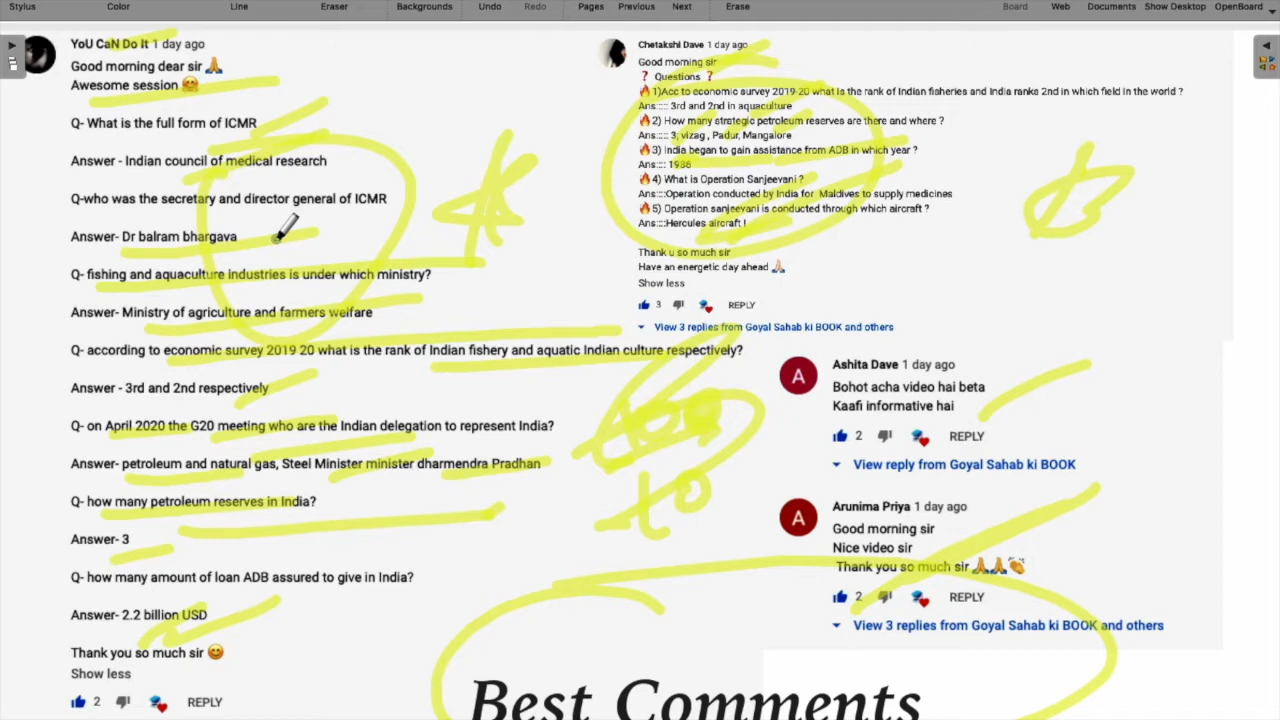 Stylus Color Line Eraser Backgrounds Undo Redo Pages Previous Next Erase Board Web Documents Show Desktop OpenBoard
YoU CaN Do It 1 day ago
Good morning dear sir 🙏
Awesome session 🤗
Q- What is the full form of ICMR
Answer - Indian council of medical research
Q-who was the secretary and director general of ICMR
Answer- Dr balram bhargava
Q- fishing and aquaculture industries is under which ministry?
Answer- Ministry of agriculture and farmers welfare
Q- according to economic survey 2019 20 what is the rank of Indian fishery and aquatic Indian culture respectively?
Answer - 3rd and 2nd respectively
Q- on April 2020 the G20 meeting who are the Indian delegation to represent India?
Answer- petroleum and natural gas, Steel Minister minister dharmendra Pradhan
Q- how many petroleum reserves in India?
Answer- 3
Q- how many amount of loan ADB assured to give in India?
Answer- 2.2 billion USD
Thank you so much sir 😊
Show less
2 REPLY
Chetakshi Dave 1 day ago
Good morning sir
❓ Questions ❓
🔥1)Acc to economic survey 2019-20 what is the rank of Indian fisheries and India ranks 2nd in which field in the world ?
Ans:::: 3rd and 2nd in aquaculture
🔥2) How many strategic petroleum reserves are there and where ?
Ans:::: 3, vizag , Padur, Mangalore
🔥3) India began to gain assistance from ADB in which year ?
Ans:::: 1986
🔥4) What is Operation Sanjeevani ?
Ans::::Operation conducted by India for Maldives to supply medicines
🔥5) Operation sanjeevani is conducted through which aircraft ?
Ans::::Hercules aircraft !
Thank u so much sir
Have an energetic day ahead 🙏
Show less
3 REPLY
View 3 replies from Goyal Sahab ki BOOK and others
A
Ashita Dave 1 day ago
Bohot acha video hai beta
Kaafi informative hai
2 REPLY
View reply from Goyal Sahab ki BOOK
A
Arunima Priya 1 day ago
Good morning sir
Nice video sir
Thank you so much sir 🙏🙏👏
2 REPLY
View 3 replies from Goyal Sahab ki BOOK and others
Best Comments